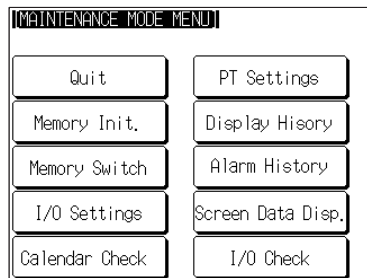 [MAINTENANCE MODE MENU]
Quit
PT Settings
Memory Init.
Display Hisory
Memory Switch
Alarm History
I/O Settings
Screen Data Disp.
Calendar Check
I/O Check